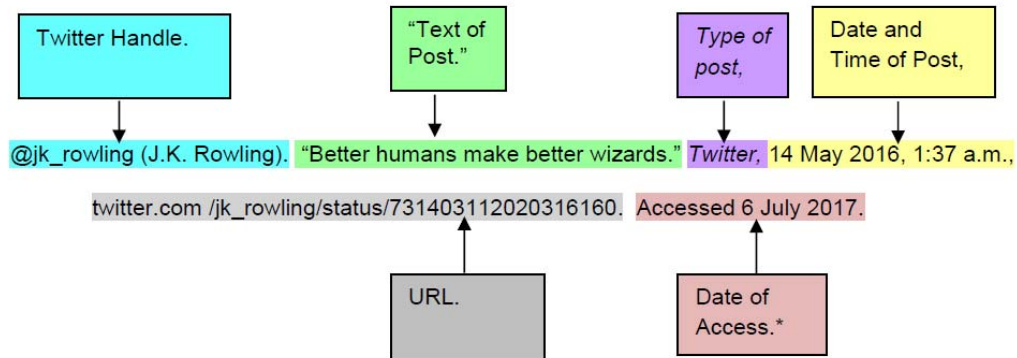 Twitter Handle.
“Text of
Post.”
Type of
post,
Date and
Time of Post,
@jk_rowling (J.K. Rowling). “Better humans make better wizards.” Twitter, 14 May 2016, 1:37 a.m.,
twitter.com /jk_rowling/status/731403112020316160. Accessed 6 July 2017.
URL.
Date of
Access.*